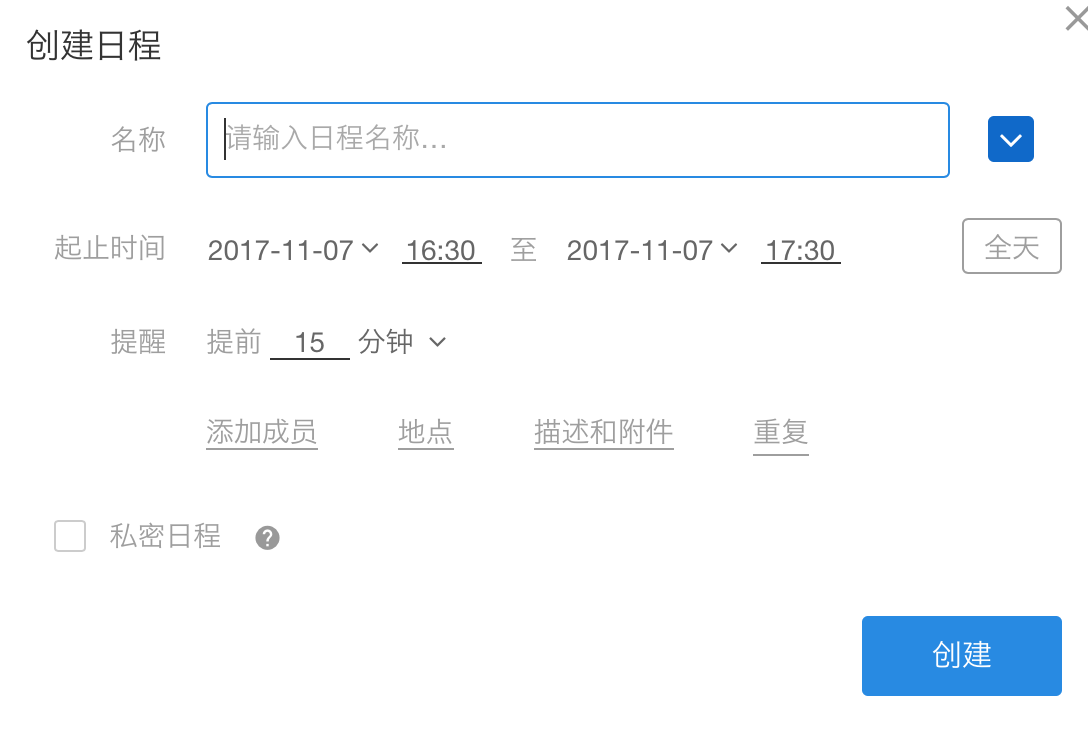 创建日程
名称 请输入日程名称...
起止时间 2017-11-07 16:30 至 2017-11-07 17:30 全天
提醒 提前 15 分钟
添加成员 地点 描述和附件 重复
私密日程 ?
创建